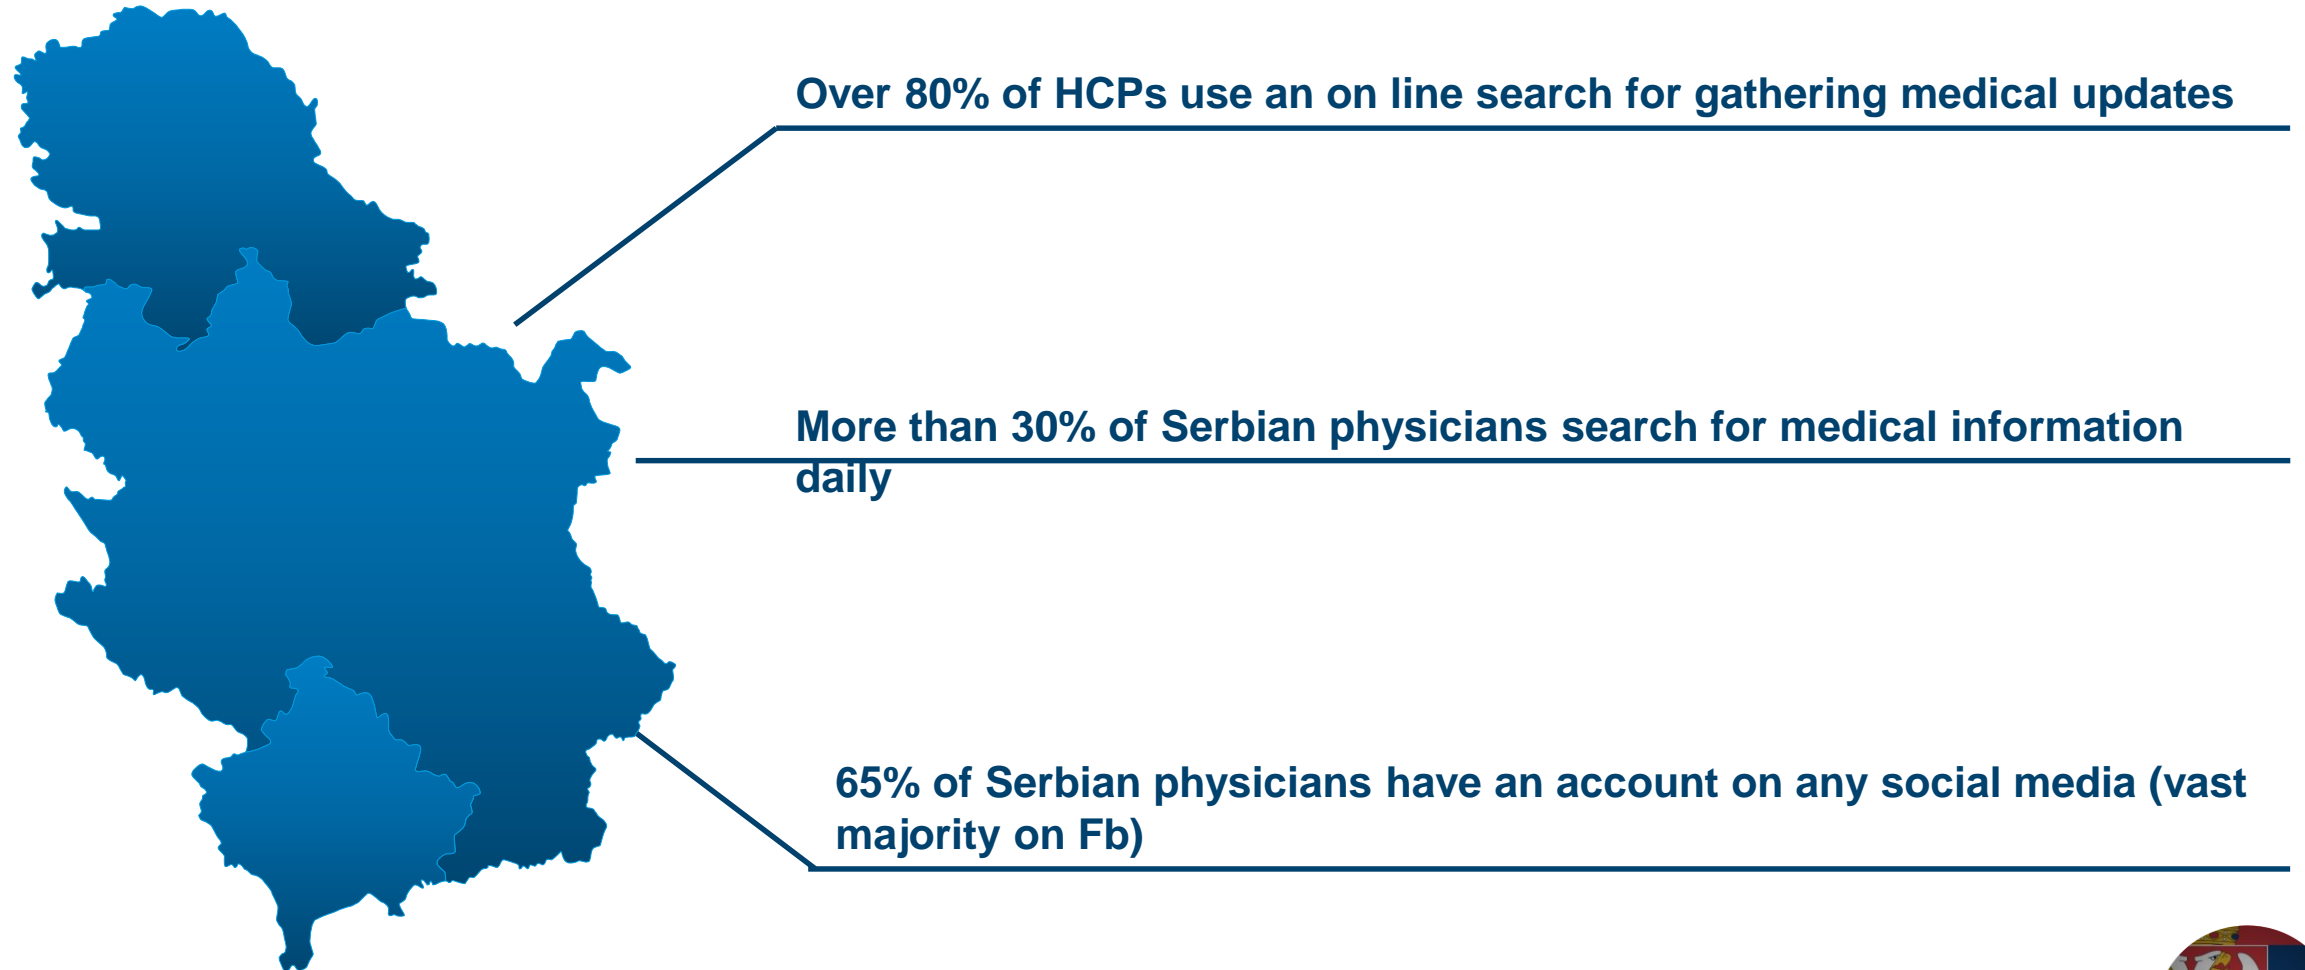 Over 80% of HCPs use an on line search for gathering medical updates
More than 30% of Serbian physicians search for medical information
daily
65% of Serbian physicians have an account on any social media (vast
majority on Fb)